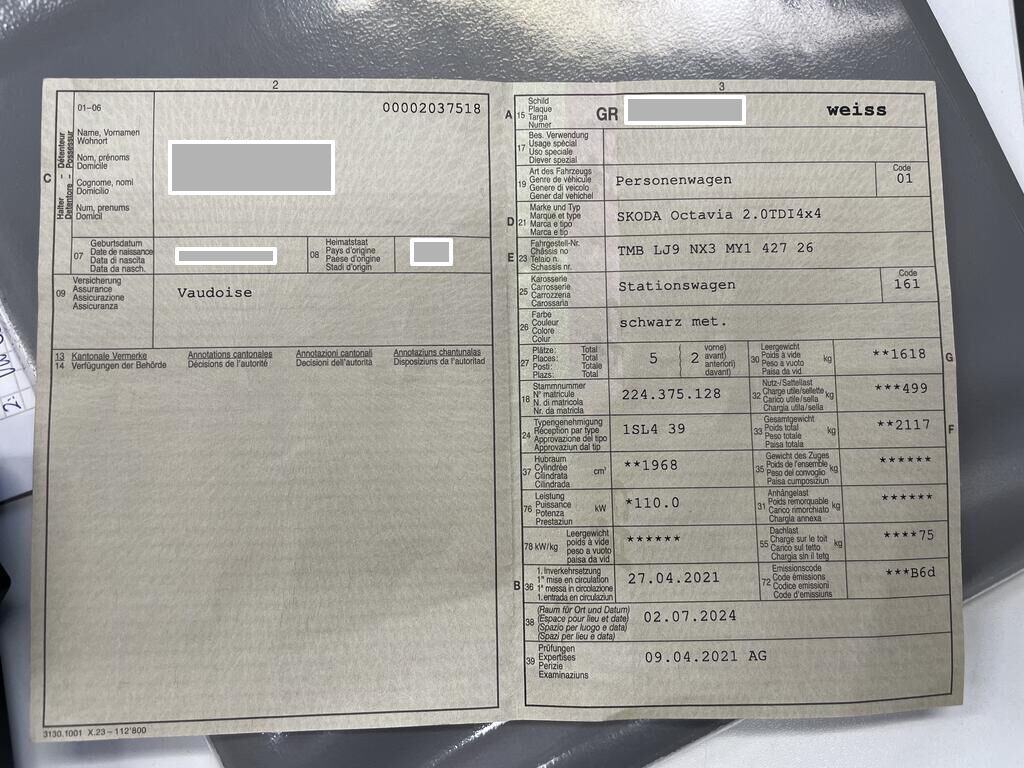 2
01–06
00002037518
Halter – Détenteur
Detentore – Possessur
C
Name, Vornamen
Wohnort
Nom, prénoms
Domicile
Cognome, nomi
Domicilio
Num, prenums
Domicil
07
Geburtsdatum
Date de naissance
Data di nascita
Data da nasch.
08
Heimatstaat
Pays d'origine
Paese d'origine
Stadi d'origin
09
Versicherung
Assurance
Assicurazione
Assicuranza
Vaudoise
13 Kantonale Vermerke Annotations cantonales Annotazioni cantonali Annotaziuns chantunalas
14 Verfügungen der Behörde Décisions de l'autorité Decisioni dell'autorità Disposiziuns da l'autoritad
3130.1001 X.23 – 112'800
3
A 15
Schild
Plaque
Targa
Numer
GR
weiss
17
Bes. Verwendung
Usage spécial
Uso speciale
Diever spezial
19
Art des Fahrzeugs
Genre de véhicule
Genere di veicolo
Gener dal vehichel
Personenwagen
Code
01
D 21
Marke und Typ
Marque et type
Marca e tipo
Marca e tip
SKODA Octavia 2.0TDI4x4
E 23
Fahrgestell-Nr.
Châssis no
Telaio n.
Schassis nr.
TMB LJ9 NX3 MY1 427 26
25
Karosserie
Carrosserie
Carrozzeria
Carossaria
Stationswagen
Code
161
26
Farbe
Couleur
Colore
Colur
schwarz met.
27
Plätze: Total
Places: Total
Posti: Totale
Plazs: Total
5
2
vorne)
avant)
anteriori)
davant)
30
Leergewicht
Poids à vide
Peso a vuoto
Paisa da vid
kg
**1618
G
18
Stammnummer
N° matricule
N. di matricola
Nr. da matricla
224.375.128
32
Nutz-/Sattellast
Charge utile/sellette
Carico utile/sella
Chargia utila/sella
kg
***499
24
Typengenehmigung
Réception par type
Approvazione del tipo
Approvaziun dal tip
1SL4 39
33
Gesamtgewicht
Poids total
Peso totale
Paisa totala
kg
**2117
F
37
Hubraum
Cylindrée
Cilindrata
Cilindrada
cm³
**1968
35
Gewicht des Zuges
Poids de l'ensemble
Peso del convoglio
Paisa cumposiziun
kg
******
76
Leistung
Puissance
Potenza
Prestaziun
kW
*110.0
31
Anhängelast
Poids remorquable
Carico rimorchiato
Chargia annexa
kg
******
78 kW/kg
Leergewicht
poids à vide
peso a vuoto
paisa da vid
******
55
Dachlast
Charge sur le toit
Carico sul tetto
Chargia sin il tetg
kg
****75
B 36
1. Inverkehrsetzung
1re mise en circulation
1a messa in circolazione
1. entrada en circulaziun
27.04.2021
72
Emissionscode
Code émissions
Codice emissioni
Code d'emissiuns
***B6d
38
(Raum für Ort und Datum)
(Espace pour lieu et date)
(Spazio per luogo e data)
(Spazi per lieu e data)
02.07.2024
39
Prüfungen
Expertises
Perizie
Examinaziuns
09.04.2021 AG